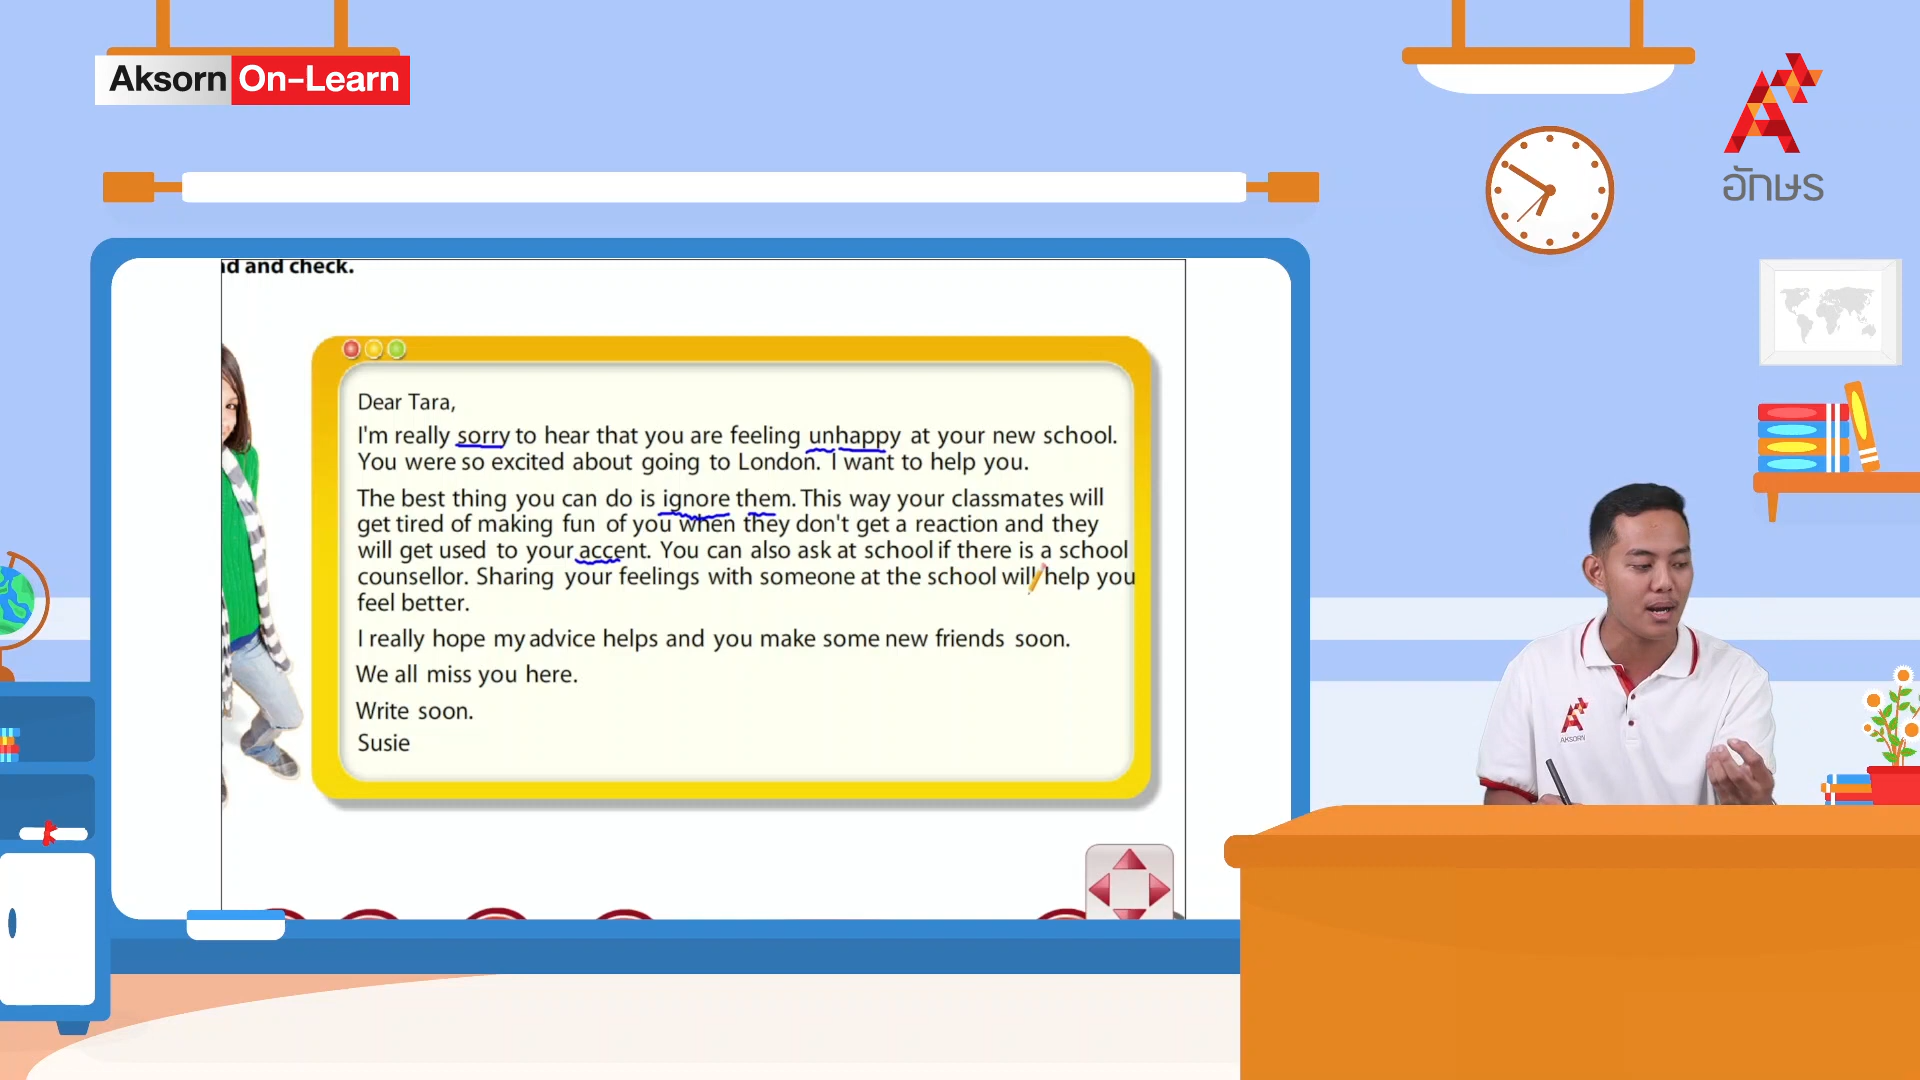 Aksorn On-Learn
อักษร
d and check.
Dear Tara,
I'm really sorry to hear that you are feeling unhappy at your new school.
You were so excited about going to London. I want to help you.
The best thing you can do is ignore them. This way your classmates will
get tired of making fun of you when they don't get a reaction and they
will get used to your accent. You can also ask at school if there is a school
counsellor. Sharing your feelings with someone at the school will help you
feel better.
I really hope my advice helps and you make some new friends soon.
We all miss you here.
Write soon.
Susie
AKSORN